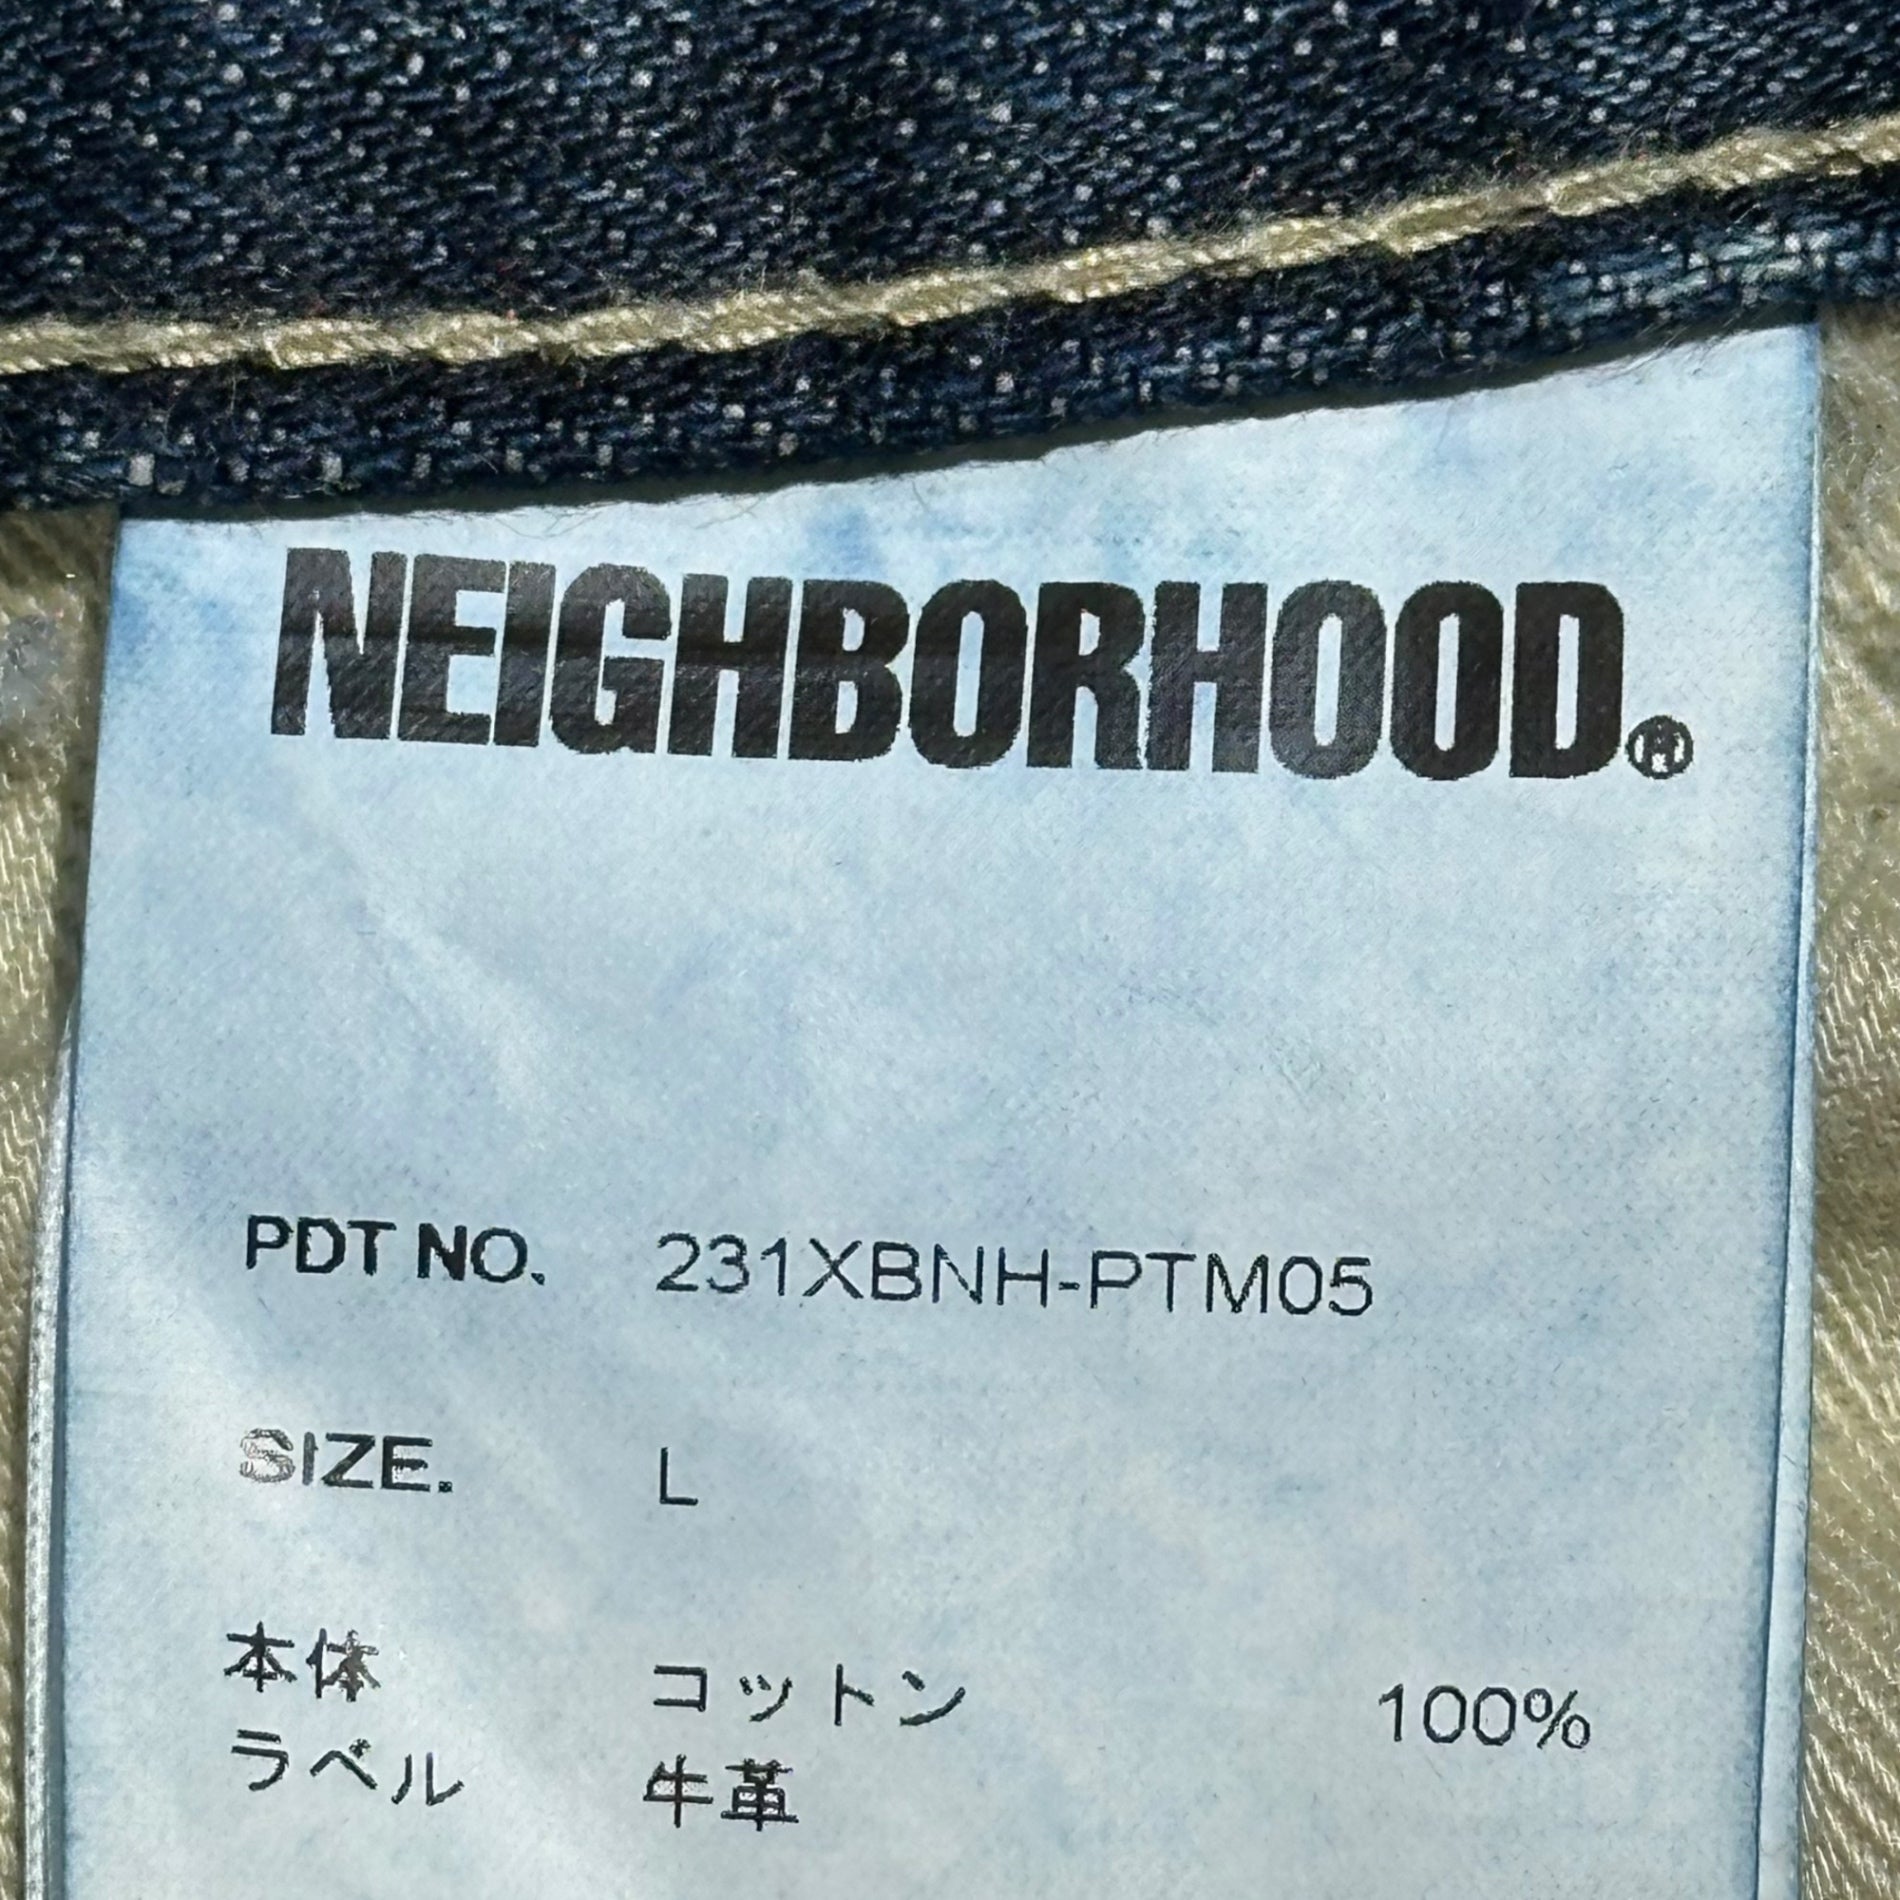 NEIGHBORHOOD®
PDT NO. 231XBNH-PTM05
SIZE. L
本体 コットン 100%
ラベル 牛革